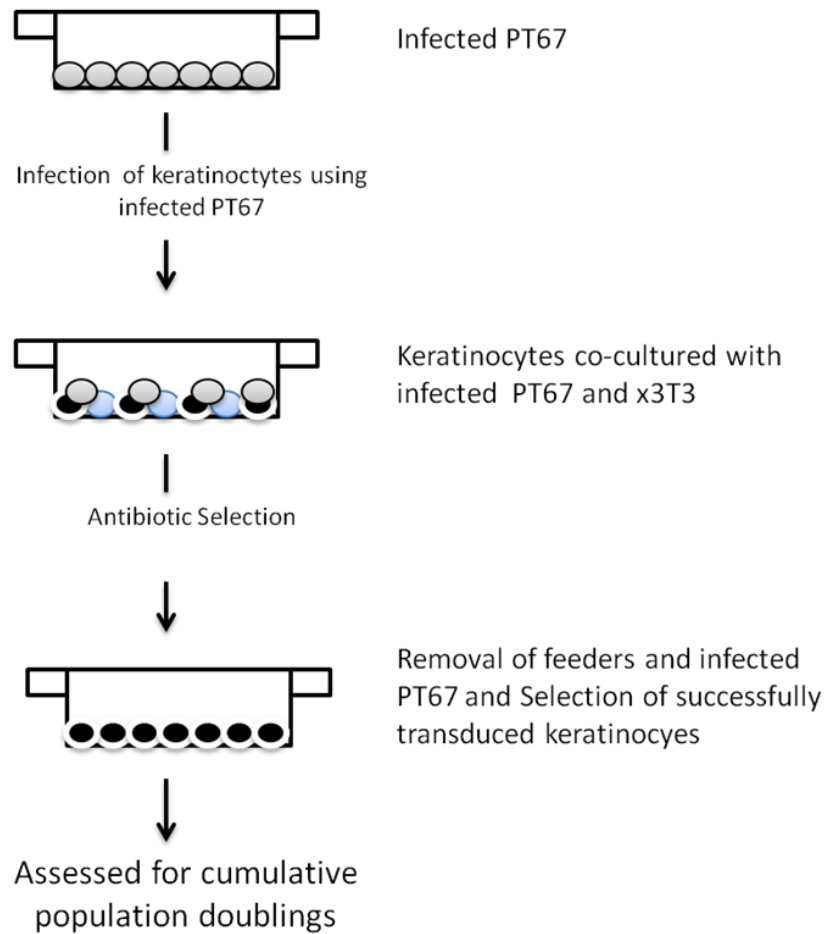 Infected PT67
Infection of keratinoctytes using
infected PT67
Keratinocytes co-cultured with
infected PT67 and x3T3
Antibiotic Selection
Removal of feeders and infected
PT67 and Selection of successfully
transduced keratinocyes
Assessed for cumulative
population doublings